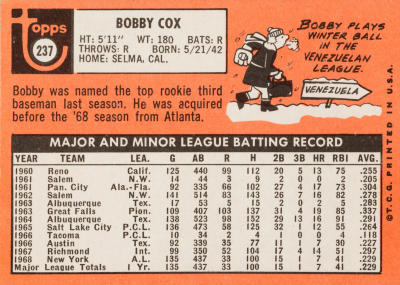 topps
237
BOBBY COX
HT: 5'11" WT: 180 BATS: R
THROWS: R BORN: 5/21/42
HOME: SELMA, CAL.
Bobby was named the top rookie third
baseman last season. He was acquired
before the '68 season from Atlanta.
BOBBY PLAYS
WINTER BALL
IN THE
VENEZUELAN
LEAGUE.
VENEZUELA
MAJOR AND MINOR LEAGUE BATTING RECORD
YEAR Team LEA. G AB R H 2B 3B HR RBI AVG.
1960 Reno Calif. 125 440 99 112 20 5 13 75 .255
1961 Salem N.W. 14 44 3 9 0 0 0 2 .205
1961 Pan. City Ala.-Fla. 92 335 66 102 27 4 17 73 .304
1962 Salem N.W. 141 514 83 143 26 7 16 82 .278
1963 Albuquerque Tex. 17 53 5 15 2 0 2 5 .283
1963 Great Falls Pion. 109 407 103 137 31 4 19 85 .337
1964 Albuquerque Tex. 138 523 98 152 29 13 16 91 .291
1965 Salt Lake City P.C.L. 136 473 58 125 32 1 12 55 .264
1966 Tacoma P.C.L. 10 34 2 4 1 0 0 .118
1966 Austin Tex. 92 339 35 77 11 1 7 30 .227
1967 Richmond Int. 99 350 52 104 17 4 14 51 .297
1968 New York A.L. 135 437 33 100 15 1 7 41 .229
Major League Totals 1 Yr. 135 437 33 100 15 1 7 41 .229
©T.C.G. PRINTED IN U.S.A.